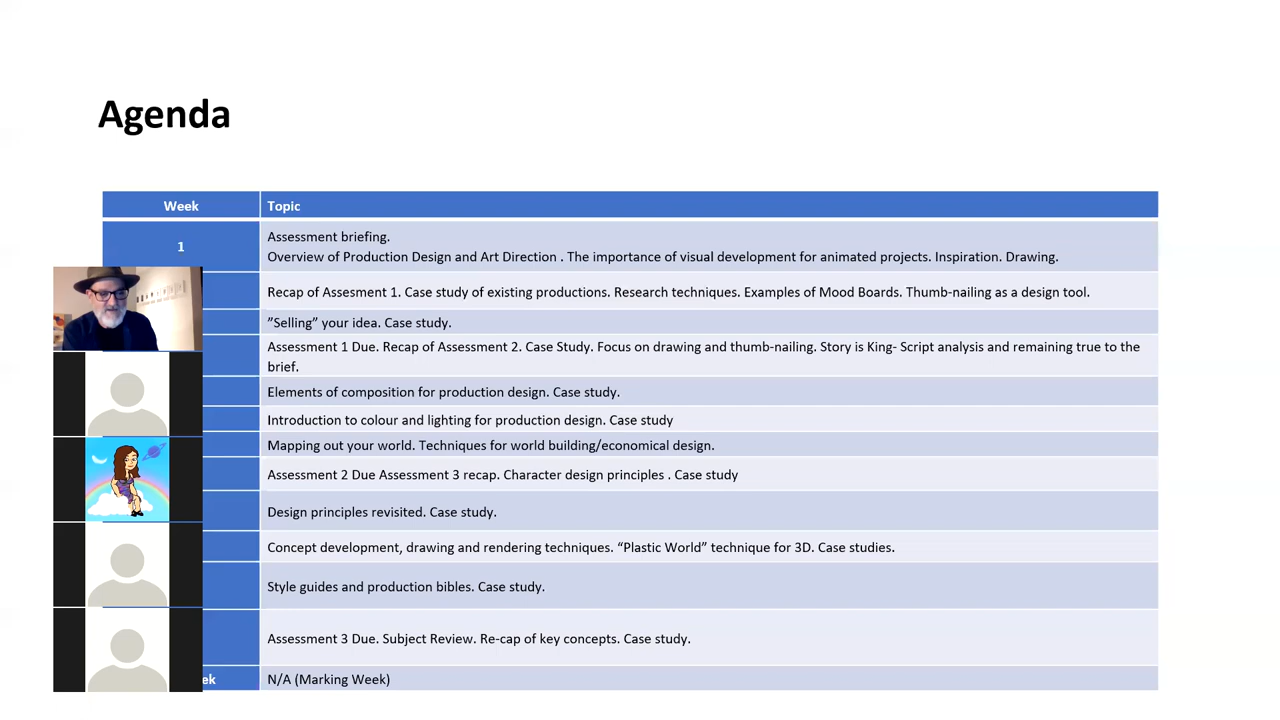 Agenda
Week Topic
1 Assessment briefing.
Overview of Production Design and Art Direction . The importance of visual development for animated projects. Inspiration. Drawing.
Recap of Assesment 1. Case study of existing productions. Research techniques. Examples of Mood Boards. Thumb-nailing as a design tool.
”Selling” your idea. Case study.
Assessment 1 Due. Recap of Assessment 2. Case Study. Focus on drawing and thumb-nailing. Story is King- Script analysis and remaining true to the
brief.
Elements of composition for production design. Case study.
Introduction to colour and lighting for production design. Case study
Mapping out your world. Techniques for world building/economical design.
Assessment 2 Due Assessment 3 recap. Character design principles . Case study
Design principles revisited. Case study.
Concept development, drawing and rendering techniques. “Plastic World” technique for 3D. Case studies.
Style guides and production bibles. Case study.
Assessment 3 Due. Subject Review. Re-cap of key concepts. Case study.
ek N/A (Marking Week)